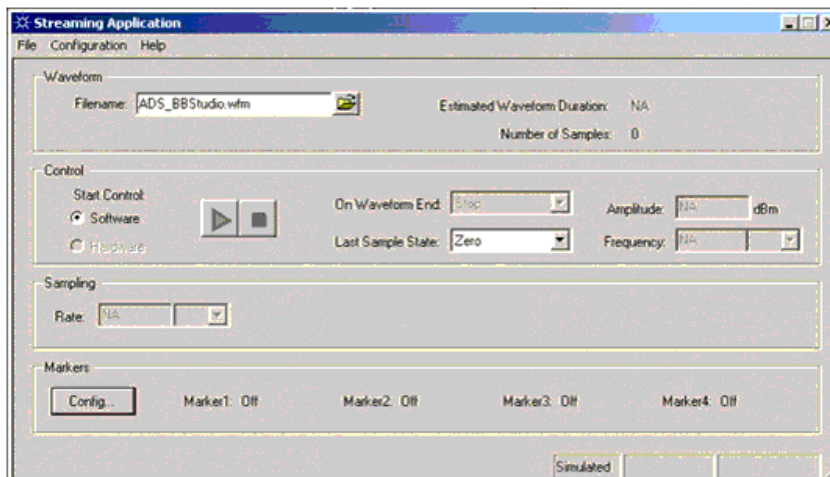 Streaming Application
File Configuration Help
Waveform
Filename: ADS_BBStudio.wfm
Estimated Waveform Duration: NA
Number of Samples: 0
Control
Start Control:
Software
Hardware
On Waveform End: Stop
Last Sample State: Zero
Amplitude: NA dBm
Frequency: NA
Sampling
Rate: NA
Markers
Config... Marker1: Off Marker2: Off Marker3: Off Marker4: Off
Simulated